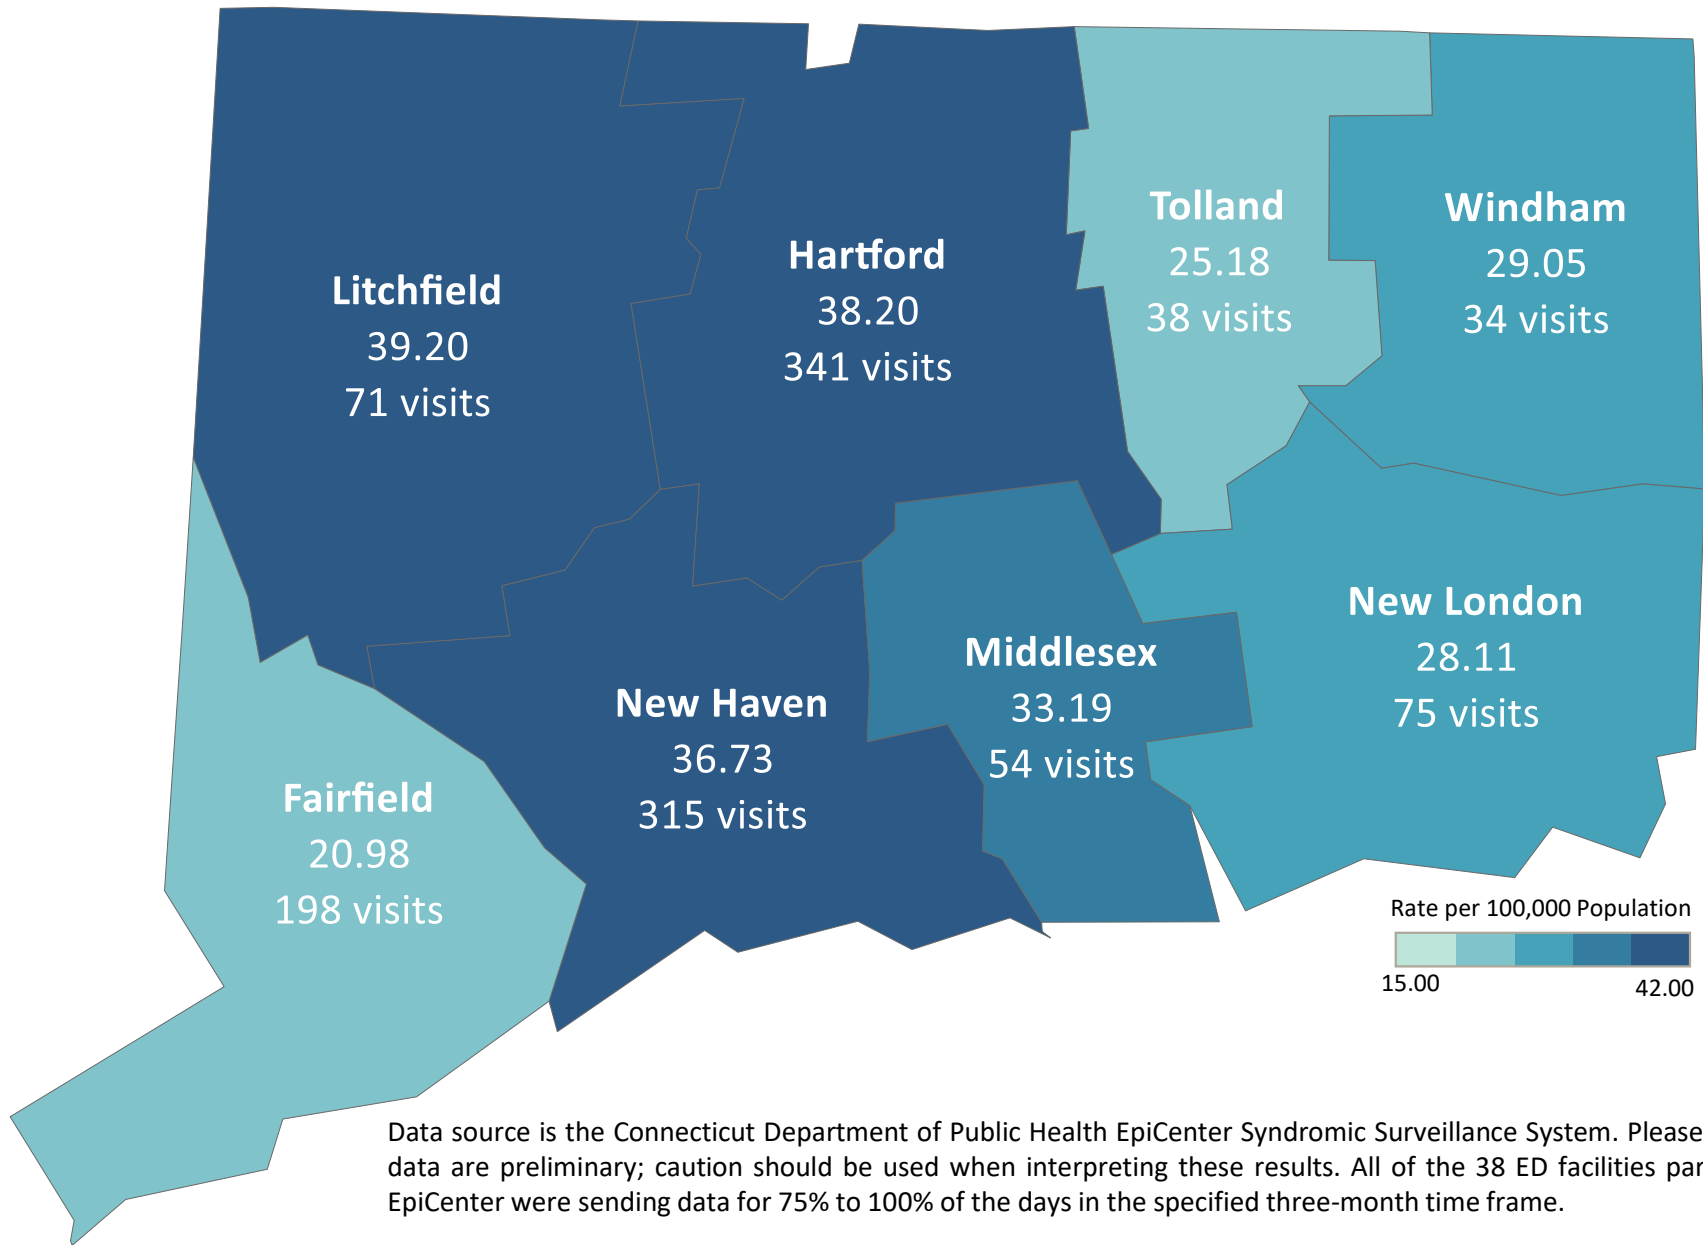 Tolland
25.18
38 visits
Windham
29.05
34 visits
Hartford
38.20
341 visits
Litchfield
39.20
71 visits
New London
28.11
75 visits
Middlesex
33.19
54 visits
New Haven
36.73
315 visits
Fairfield
20.98
198 visits
Rate per 100,000 Population
15.00
42.00
Data source is the Connecticut Department of Public Health EpiCenter Syndromic Surveillance System. Please
data are preliminary; caution should be used when interpreting these results. All of the 38 ED facilities par
EpiCenter were sending data for 75% to 100% of the days in the specified three-month time frame.